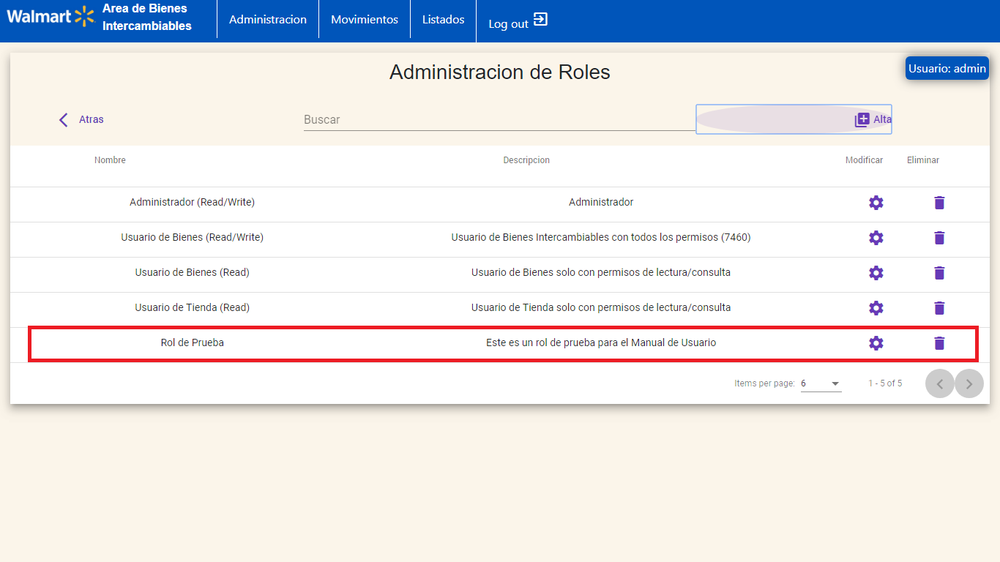 Walmart
Area de Bienes
Intercambiables
Administracion
Movimientos
Listados
Log out
Administracion de Roles
Usuario: admin
Atras
Buscar
Alta
Nombre Descripcion Modificar Eliminar
Administrador (Read/Write) Administrador
Usuario de Bienes (Read/Write) Usuario de Bienes Intercambiables con todos los permisos (7460)
Usuario de Bienes (Read) Usuario de Bienes solo con permisos de lectura/consulta
Usuario de Tienda (Read) Usuario de Tienda solo con permisos de lectura/consulta
Rol de Prueba Este es un rol de prueba para el Manual de Usuario
Items per page: 6 1 - 5 of 5